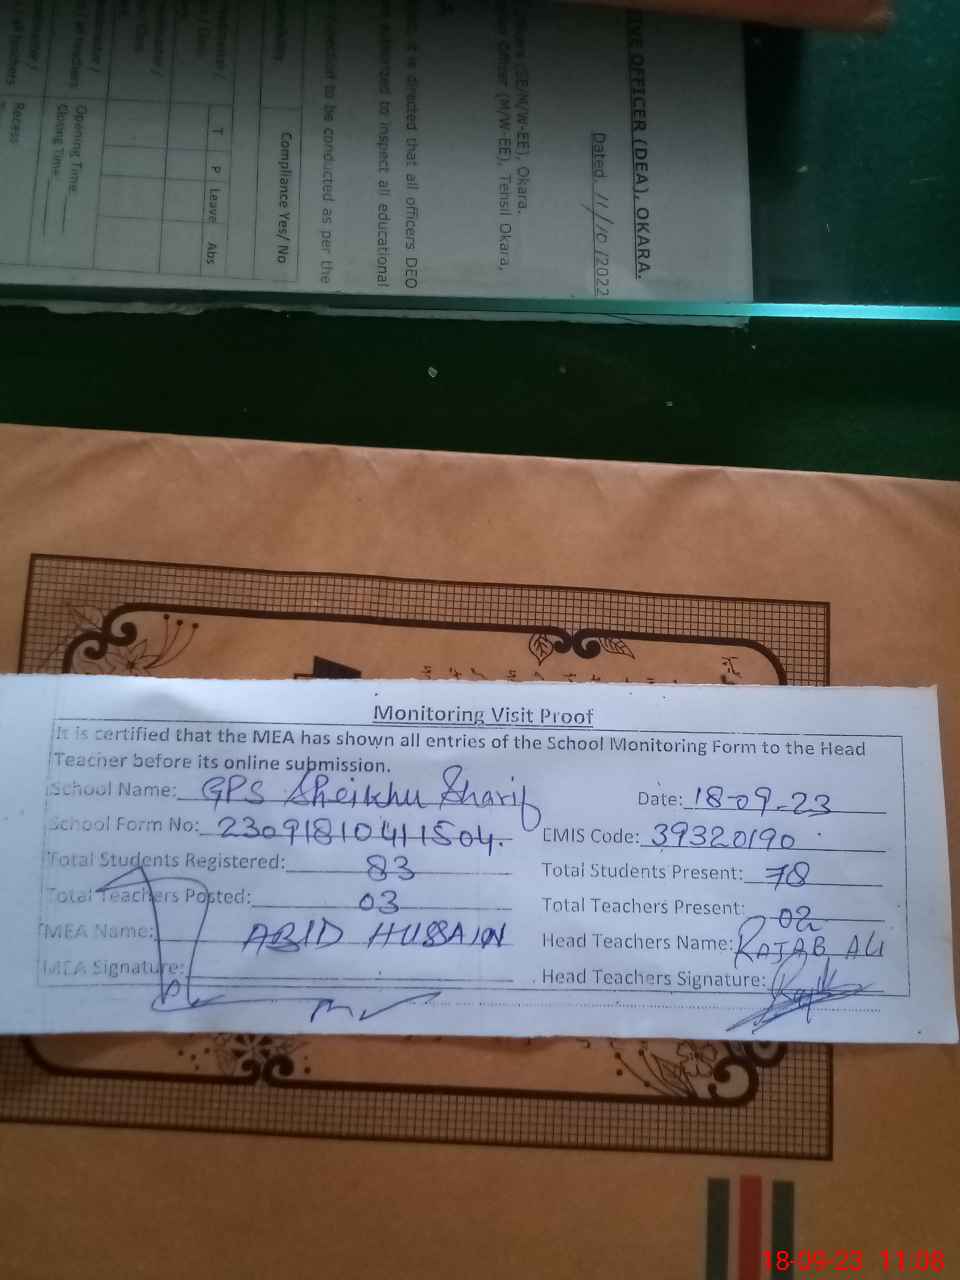 IVE OFFICER (DEA), OKARA.
Dated. 11/10/2022
(SE/M/W-EE), Okara.
Officer (M/W-EE), Tehsil Okara,
it is directed that all officers DEO
to inspect all educational
to be conducted as per the
Compliance Yes/ No
T P Leave Abs
Opening Time:
Closing Time:
Recess
Monitoring Visit Proof
It is certified that the MEA has shown all entries of the School Monitoring Form to the Head
Teacher before its online submission.
School Name: GPS Sheikhu Sharif Date: 18-09-23
School Form No: 23091810411504. EMIS Code: 39320190
Total Students Registered: 83 Total Students Present: 78
Total Teachers Posted: 03 Total Teachers Present: 02
MEA Name: ABID HUSSAIN Head Teachers Name: RAJAB ALI
MEA Signature: Head Teachers Signature:
18-09-23 11:08